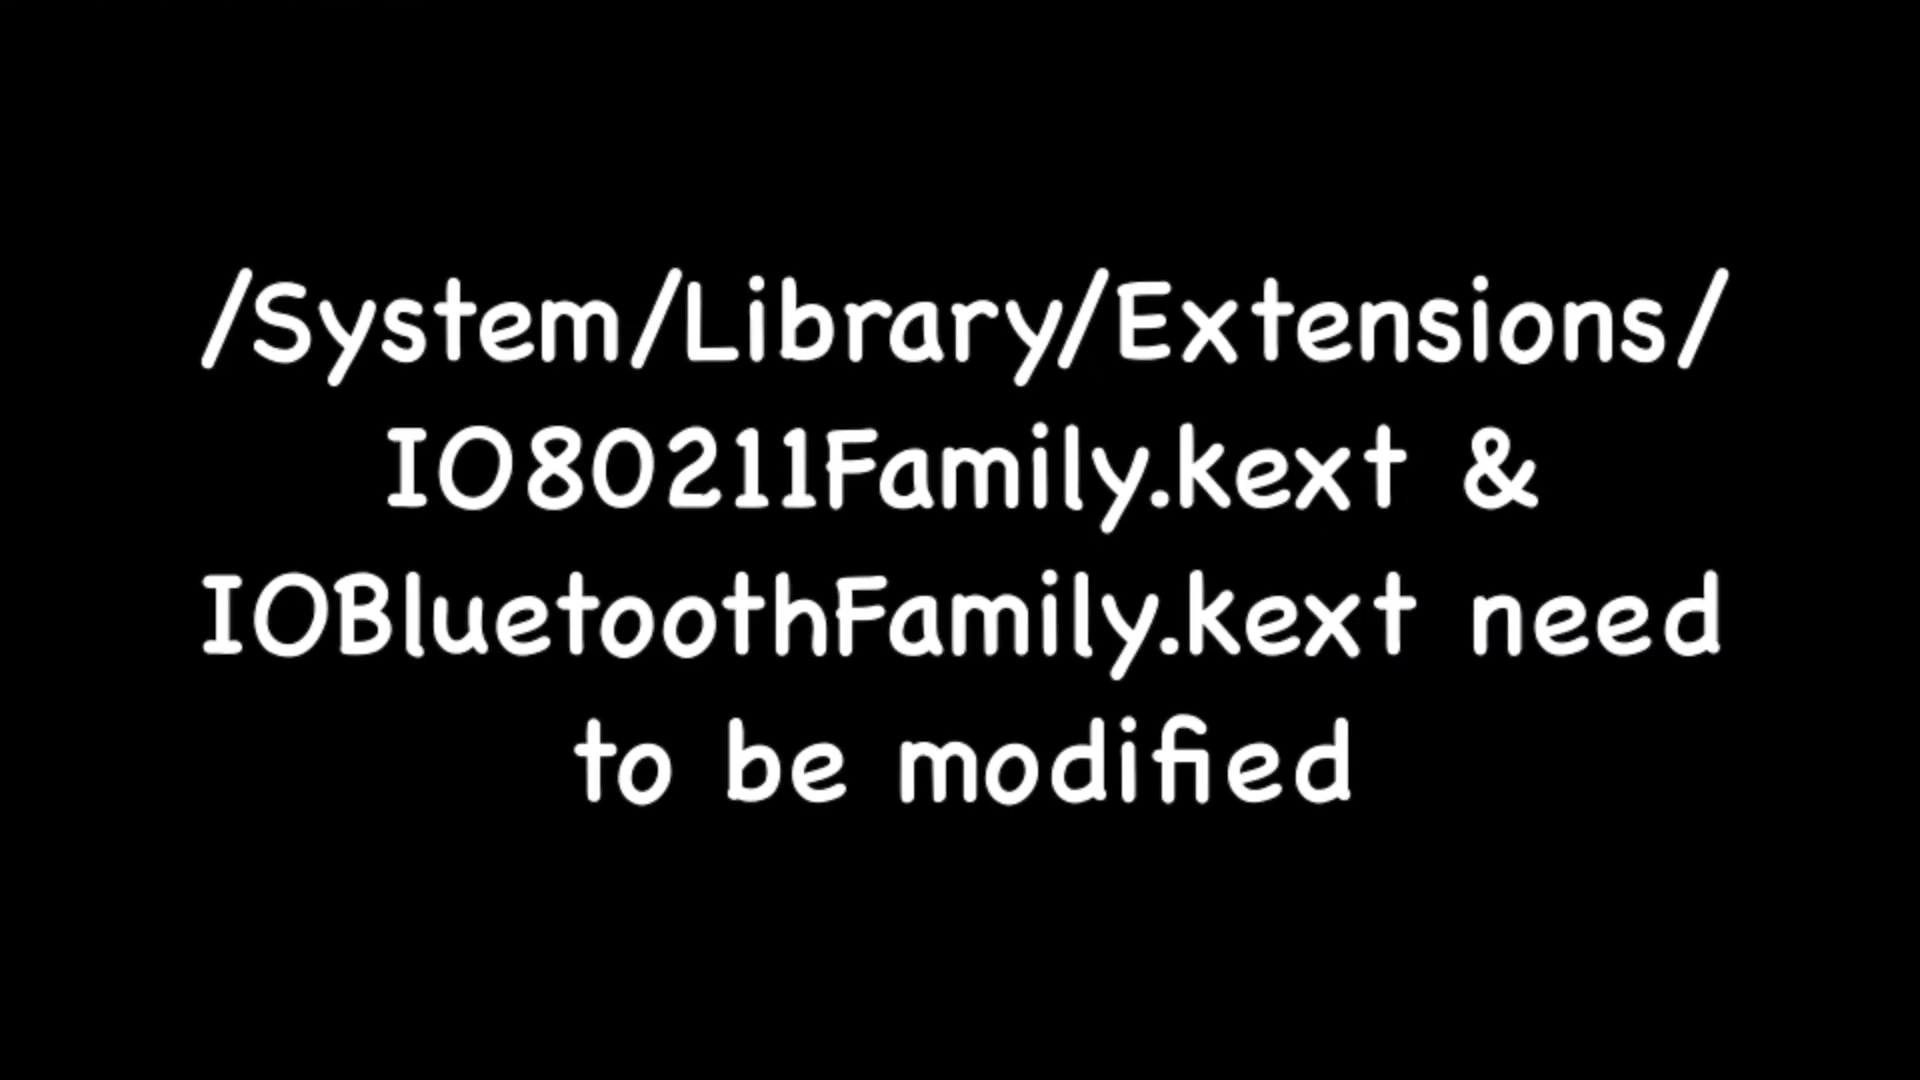 /System/Library/Extensions/
IO80211Family.kext &
IOBluetoothFamily.kext need
to be modified